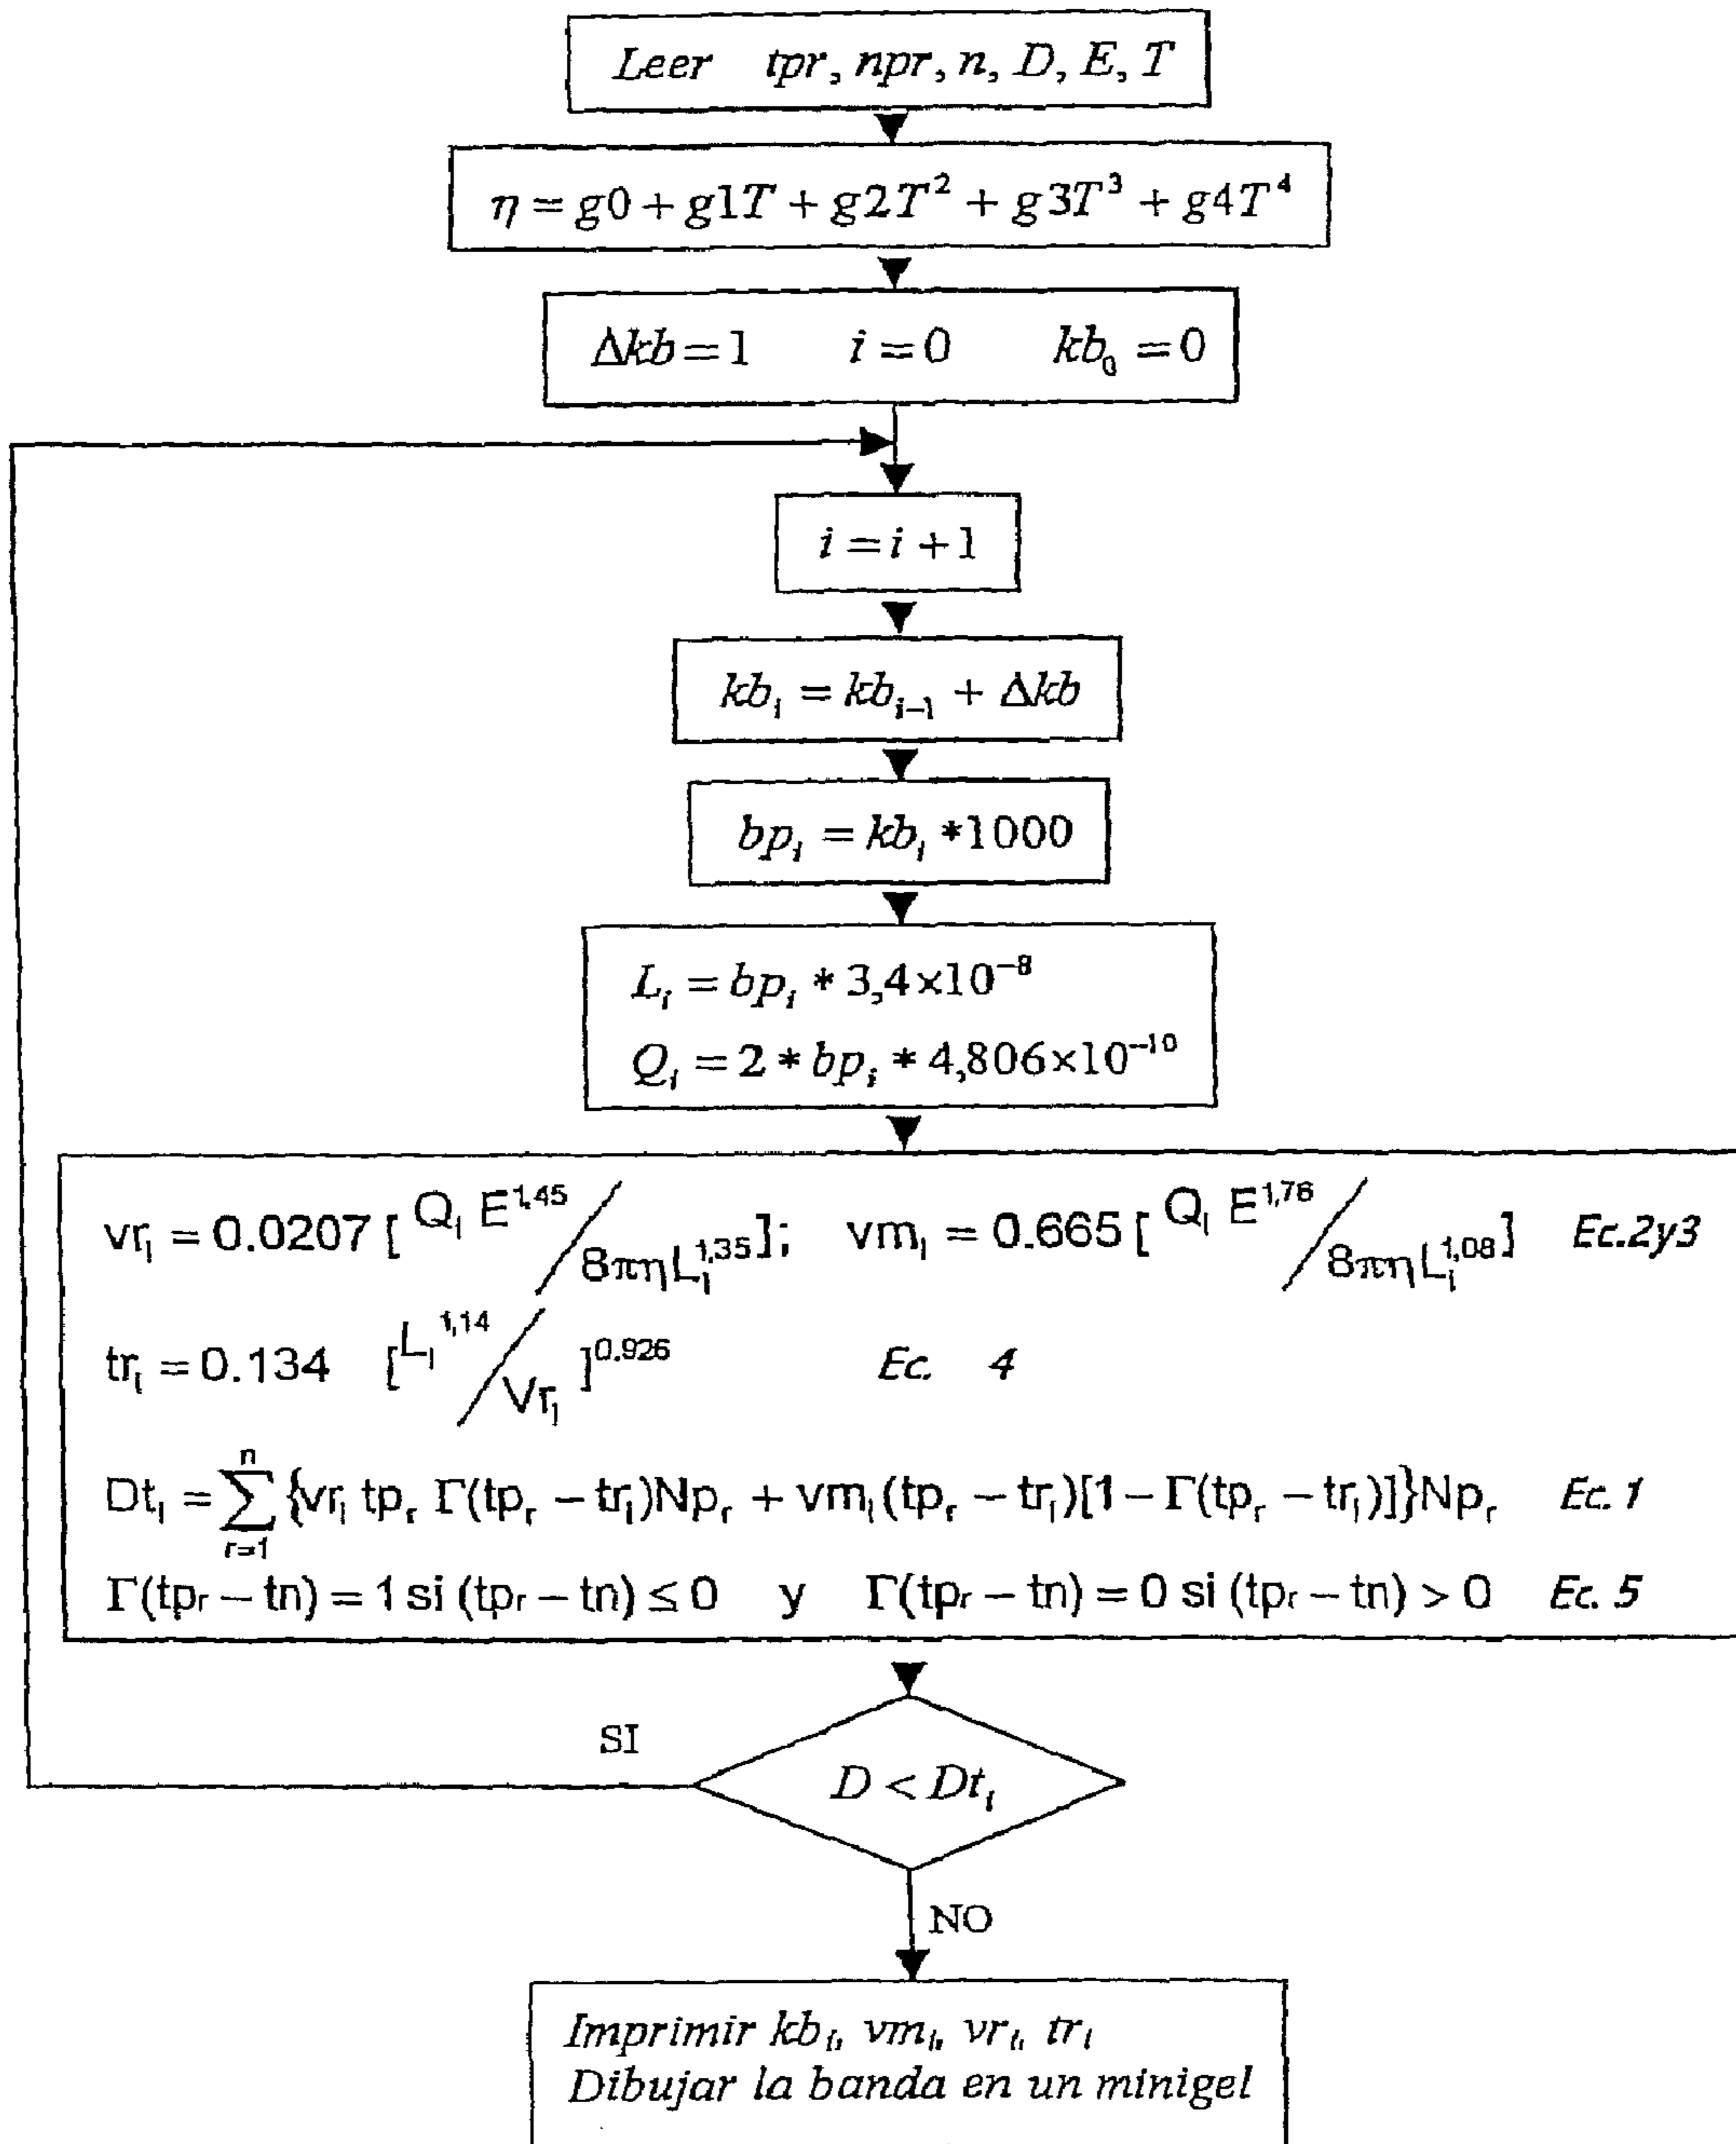 Leer tpr, npr, n, D, E, T
η = g0 + g1T + g2T² + g3T³ + g4T⁴
Δkb = 1 i = 0 kb₀ = 0
i = i + 1
kbᵢ = kbᵢ₋₁ + Δkb
bpᵢ = kbᵢ *1000
Lᵢ = bpᵢ * 3,4×10⁻⁸
Qᵢ = 2 * bpᵢ * 4,806×10⁻¹⁰
vrᵢ = 0.0207 [Qᵢ E^1,45 / 8πηLᵢ^1,35]; vmᵢ = 0.665 [Qᵢ E^1,76 / 8πηLᵢ^1,08] Ec.2y3
trᵢ = 0.134 [Lᵢ^1,14 / Vrᵢ]^0.926 Ec. 4
Dtᵢ = ∑_{r=1}^{n} {vrᵢ tpᵣ Γ(tpᵣ − trᵢ)Npᵣ + vmᵢ(tpᵣ − trᵢ)[1 − Γ(tpᵣ − trᵢ)]}Npᵣ Ec. 1
Γ(tpᵣ − tn) = 1 si (tpᵣ − tn) ≤ 0 y Γ(tpᵣ − tn) = 0 si (tpᵣ − tn) > 0 Ec. 5
SI
D < Dtᵢ
NO
Imprimir kbᵢ, vmᵢ, vrᵢ, trᵢ
Dibujar la banda en un minigel